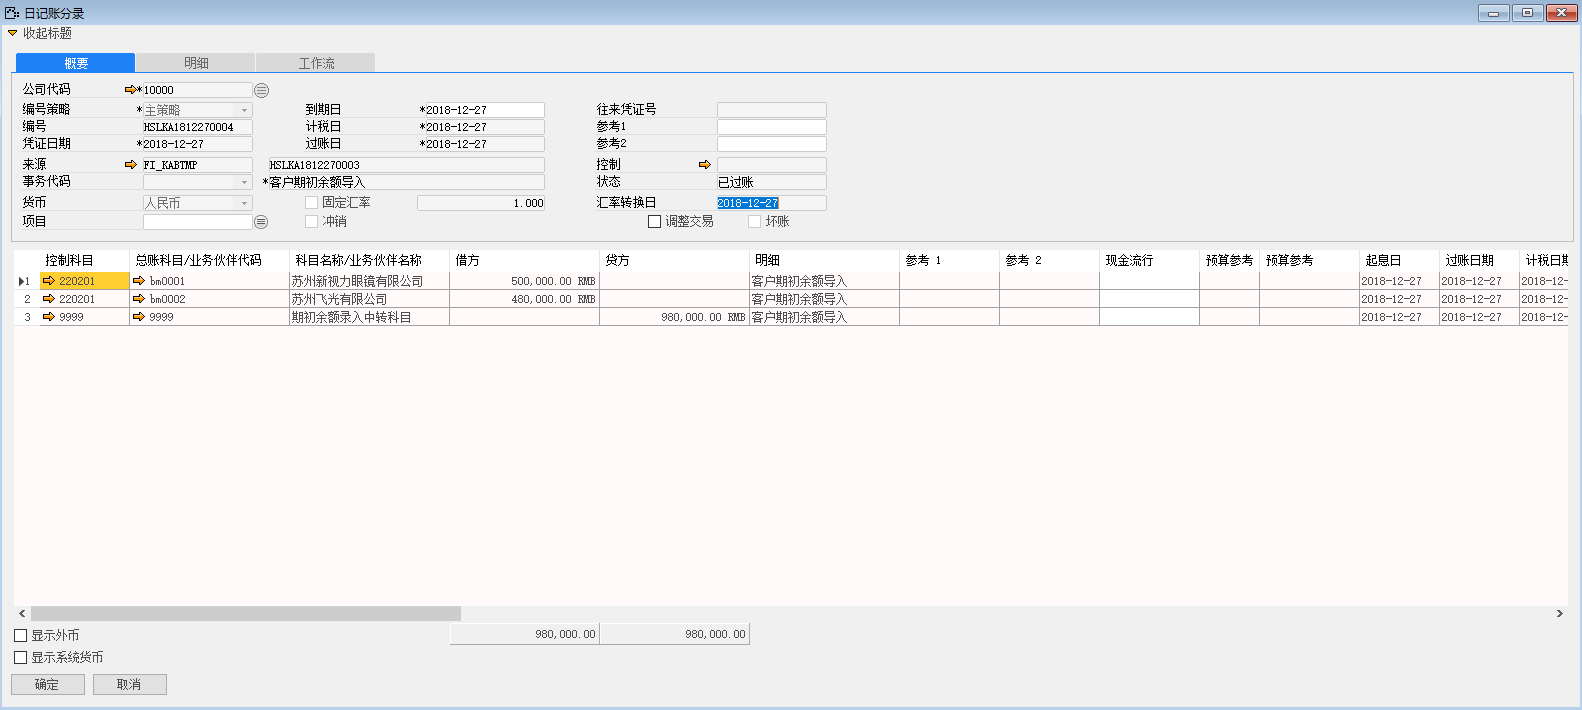 日记账分录
收起标题
概要 明细 工作流
公司代码 *10000
编号策略 *主策略 到期日 *2018-12-27 往来凭证号
编号 HSLKA1812270004 计税日 *2018-12-27 参考1
凭证日期 *2018-12-27 过账日 *2018-12-27 参考2
来源 FI_KABTMP HSLKA1812270003 控制
事务代码 *客户期初余额导入 状态 已过账
货币 人民币 固定汇率 1.000 汇率转换日 2018-12-27
项目 冲销 调整交易 坏账
控制科目 总账科目/业务伙伴代码 科目名称/业务伙伴名称 借方 贷方 明细 参考 1 参考 2 现金流行 预算参考 预算参考 起息日 过账日期 计税日期
1 220201 bm0001 苏州新视力眼镜有限公司 500,000.00 RMB 客户期初余额导入 2018-12-27 2018-12-27 2018-12-
2 220201 bm0002 苏州飞光有限公司 480,000.00 RMB 客户期初余额导入 2018-12-27 2018-12-27 2018-12-
3 9999 9999 期初余额录入中转科目 980,000.00 RMB 客户期初余额导入 2018-12-27 2018-12-27 2018-12-
显示外币 980,000.00 980,000.00
显示系统货币
确定 取消